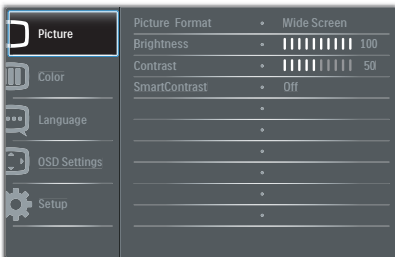 Picture
Color
Language
OSD Settings
Setup
Picture Format Wide Screen
Brightness 100
Contrast 50
SmartContrast Off